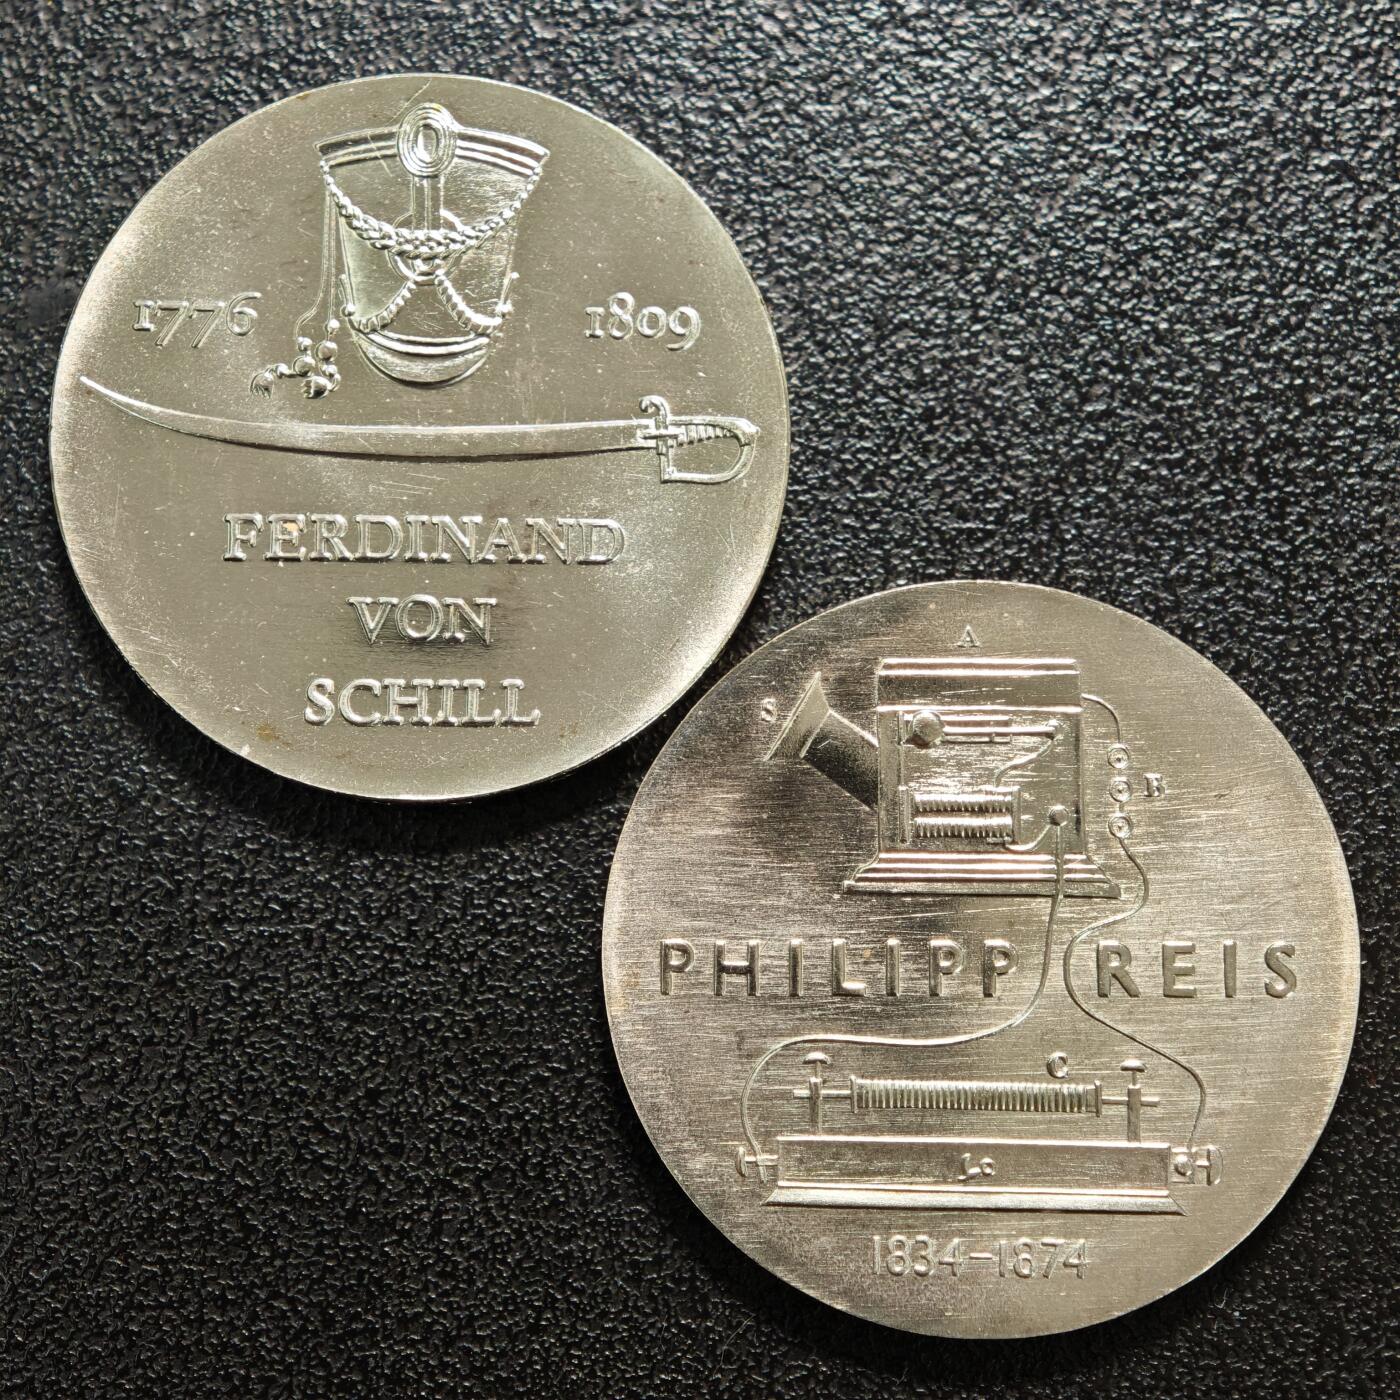 1776 1809
FERDINAND
VON
SCHILL
A
S
B
PHILIPP REIS
C
1834–1874